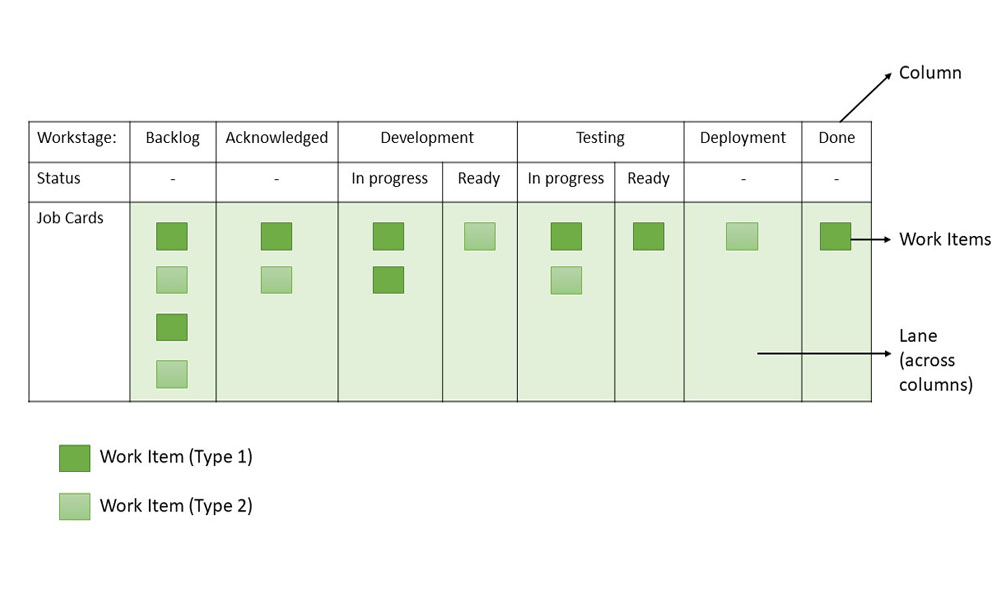 Column
Workstage: Backlog Acknowledged Development Testing Deployment Done
Status - - In progress Ready In progress Ready - -
Job Cards
Work Items
Lane
(across
columns)
Work Item (Type 1)
Work Item (Type 2)